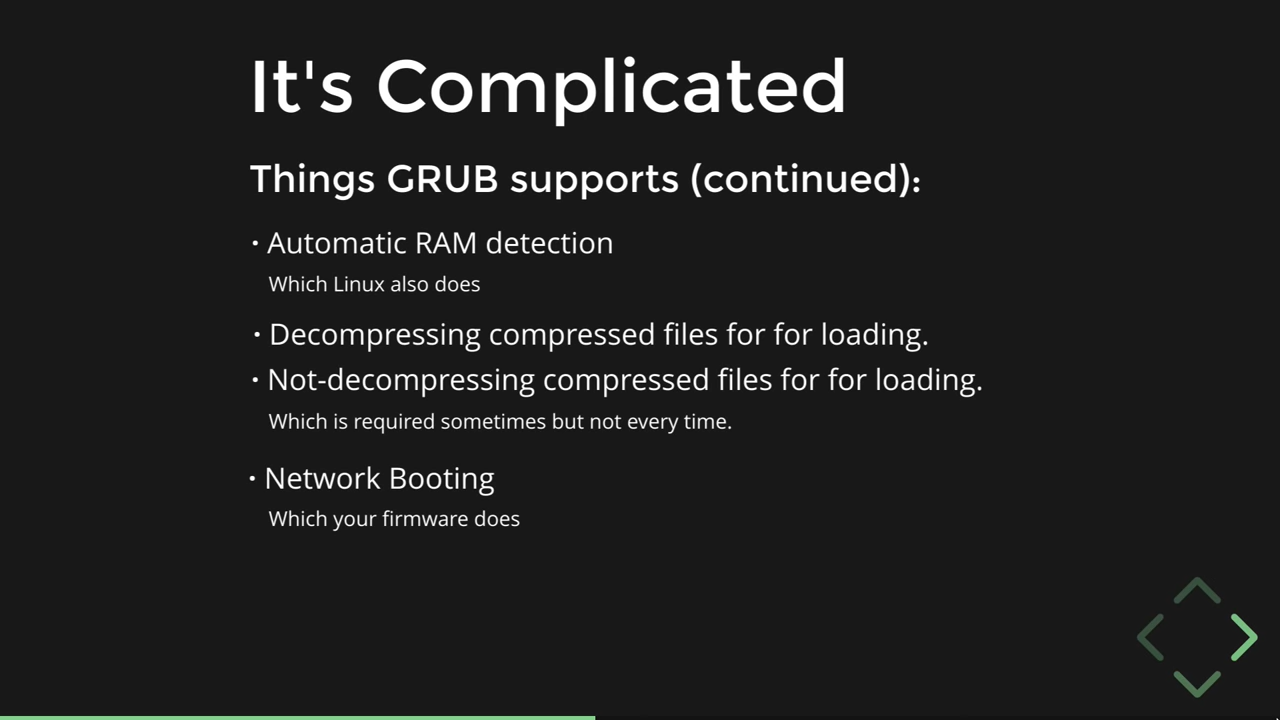 It's Complicated
Things GRUB supports (continued):
· Automatic RAM detection
Which Linux also does
· Decompressing compressed files for for loading.
· Not-decompressing compressed files for for loading.
Which is required sometimes but not every time.
· Network Booting
Which your firmware does